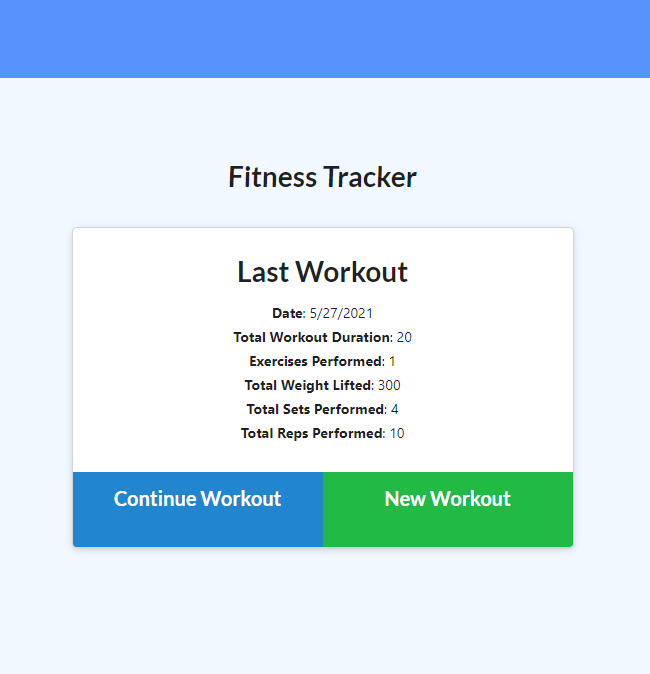 Fitness Tracker
Last Workout
Date: 5/27/2021
Total Workout Duration: 20
Exercises Performed: 1
Total Weight Lifted: 300
Total Sets Performed: 4
Total Reps Performed: 10
Continue Workout New Workout